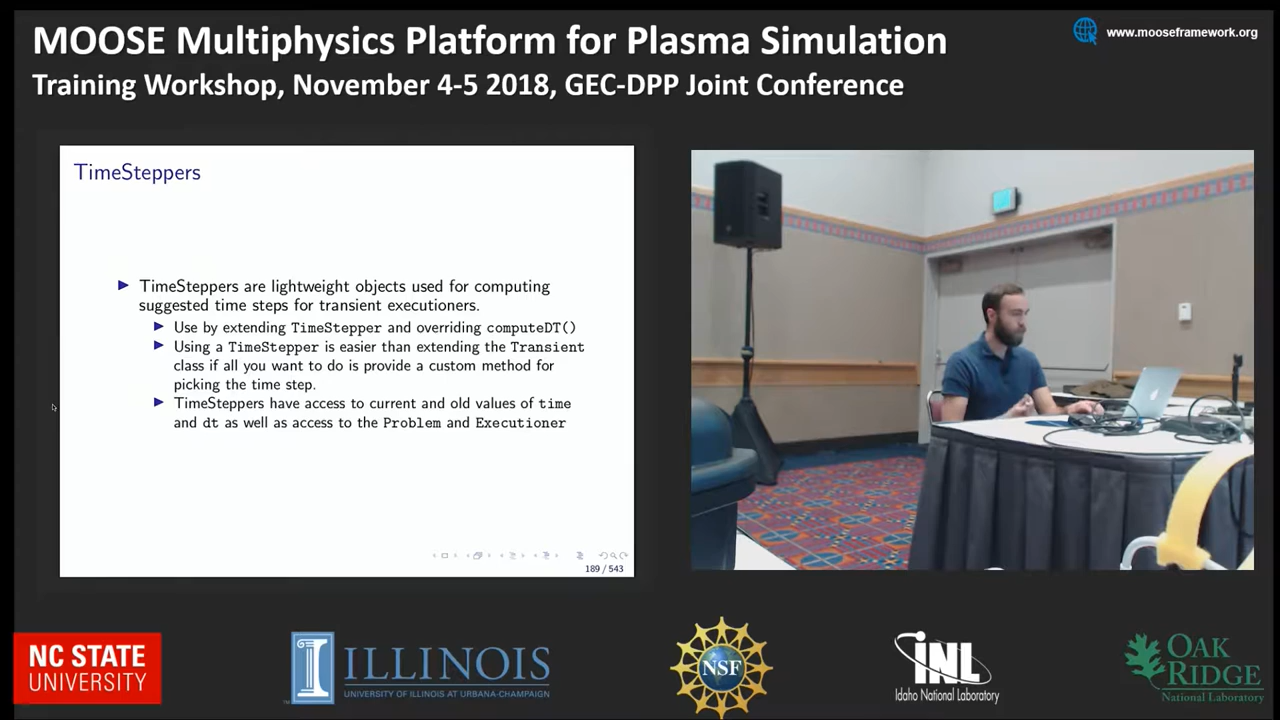 MOOSE Multiphysics Platform for Plasma Simulation
Training Workshop, November 4-5 2018, GEC-DPP Joint Conference
www.mooseframework.org
TimeSteppers
TimeSteppers are lightweight objects used for computing
suggested time steps for transient executioners.
Use by extending TimeStepper and overriding computeDT()
Using a TimeStepper is easier than extending the Transient
class if all you want to do is provide a custom method for
picking the time step.
TimeSteppers have access to current and old values of time
and dt as well as access to the Problem and Executioner
189 / 543
NC STATE
UNIVERSITY
ILLINOIS
UNIVERSITY OF ILLINOIS AT URBANA-CHAMPAIGN
NSF
INL
Idaho National Laboratory
OAK
RIDGE
National Laboratory